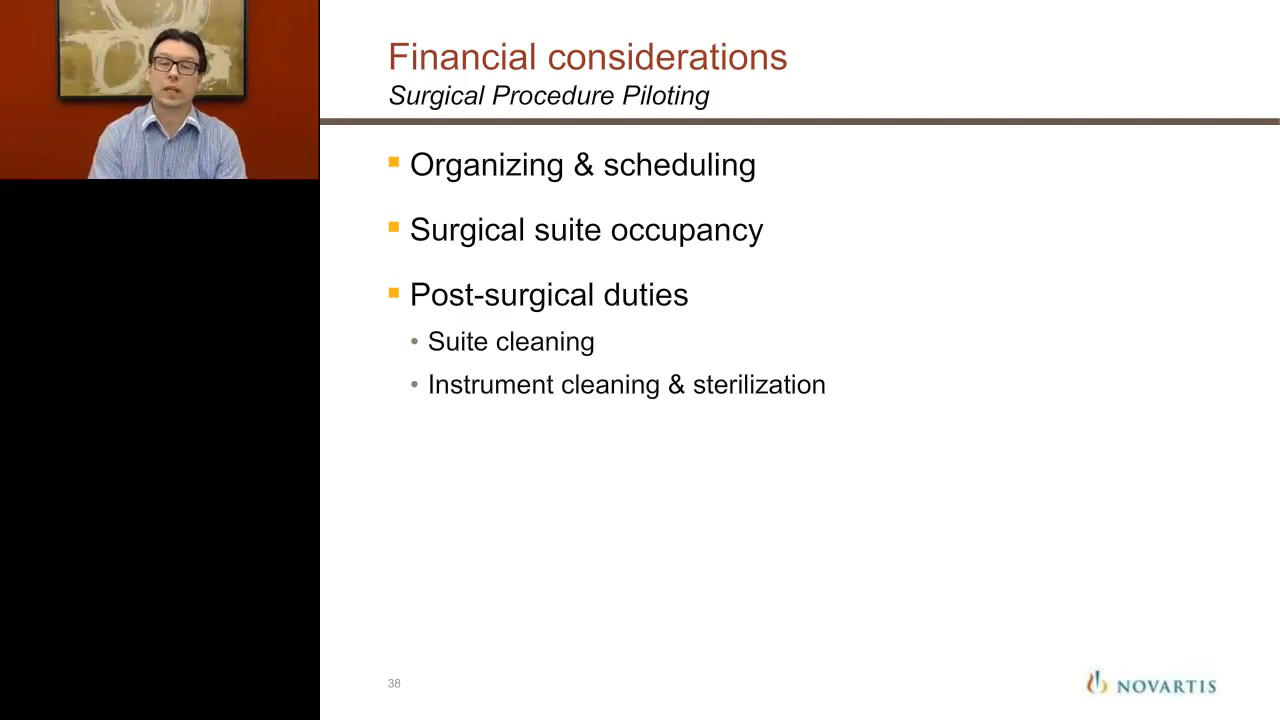 Financial considerations
Surgical Procedure Piloting
Organizing & scheduling
Surgical suite occupancy
Post-surgical duties
Suite cleaning
Instrument cleaning & sterilization
38
NOVARTIS